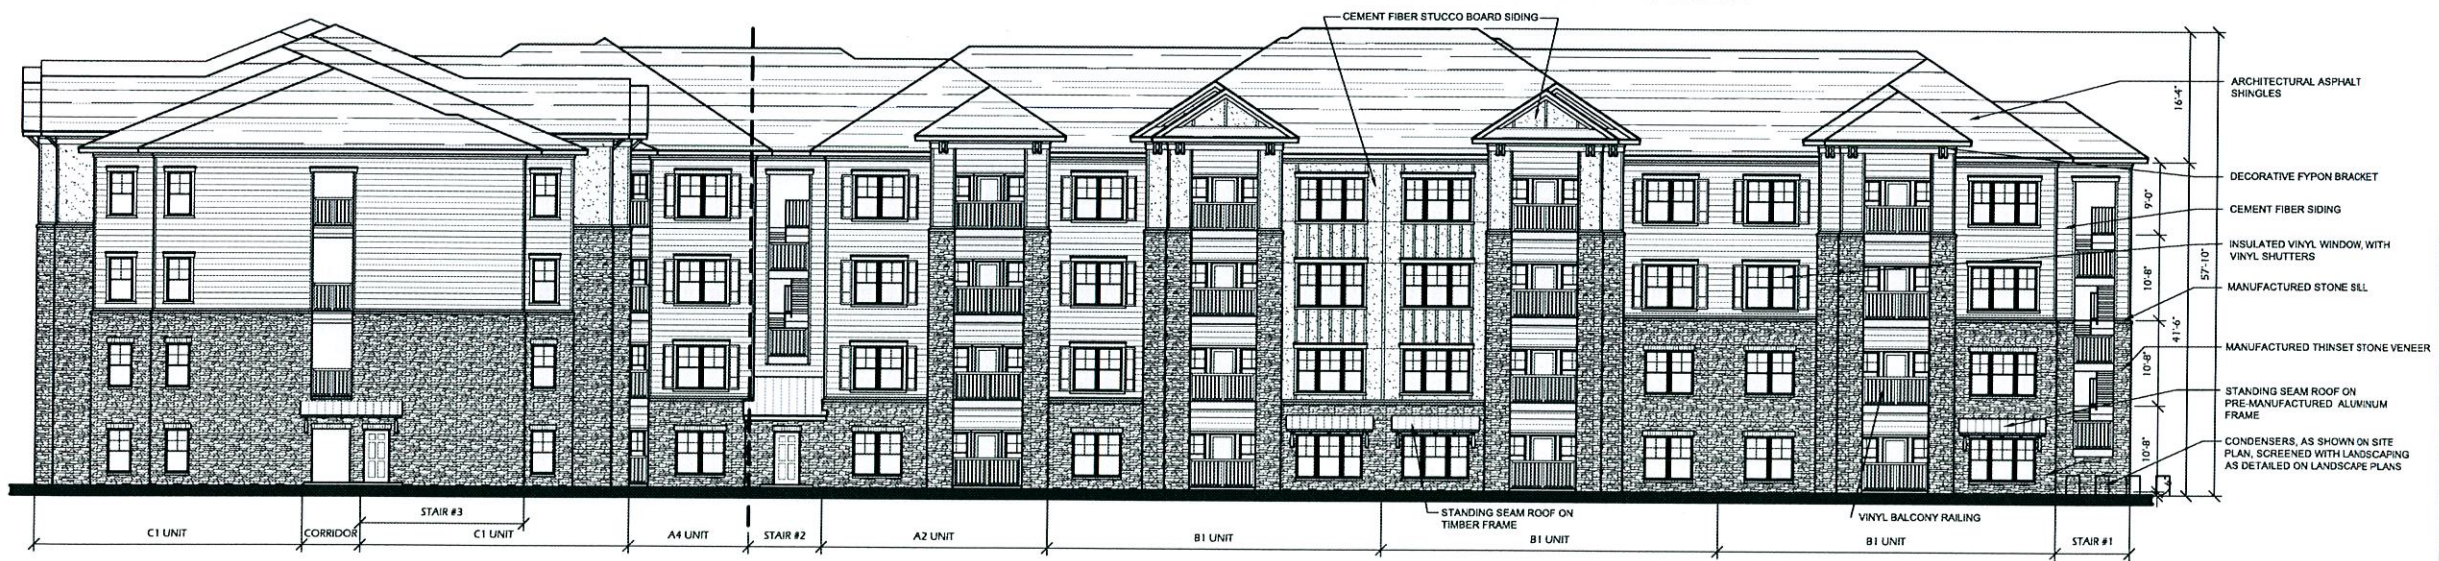 CEMENT FIBER STUCCO BOARD SIDING
16'-4"
57'-10"
ARCHITECTURAL ASPHALT
SHINGLES
DECORATIVE FYPON BRACKET
9'-0"
CEMENT FIBER SIDING
INSULATED VINYL WINDOW, WITH
VINYL SHUTTERS
10'-8"
MANUFACTURED STONE SLL
41'-6"
MANUFACTURED THINSET STONE VENEER
10'-8"
STANDING SEAM ROOF ON
PRE-MANUFACTURED ALUMINUM
FRAME
10'-8"
CONDENSERS, AS SHOWN ON SITE
PLAN, SCREENED WITH LANDSCAPING
AS DETAILED ON LANDSCAPE PLANS
STAIR #3
STANDING SEAM ROOF ON
TIMBER FRAME
VINYL BALCONY RAILING
C1 UNIT
CORRIDOR
C1 UNIT
A4 UNIT
STAIR #2
A2 UNIT
B1 UNIT
B1 UNIT
B1 UNIT
STAIR #1